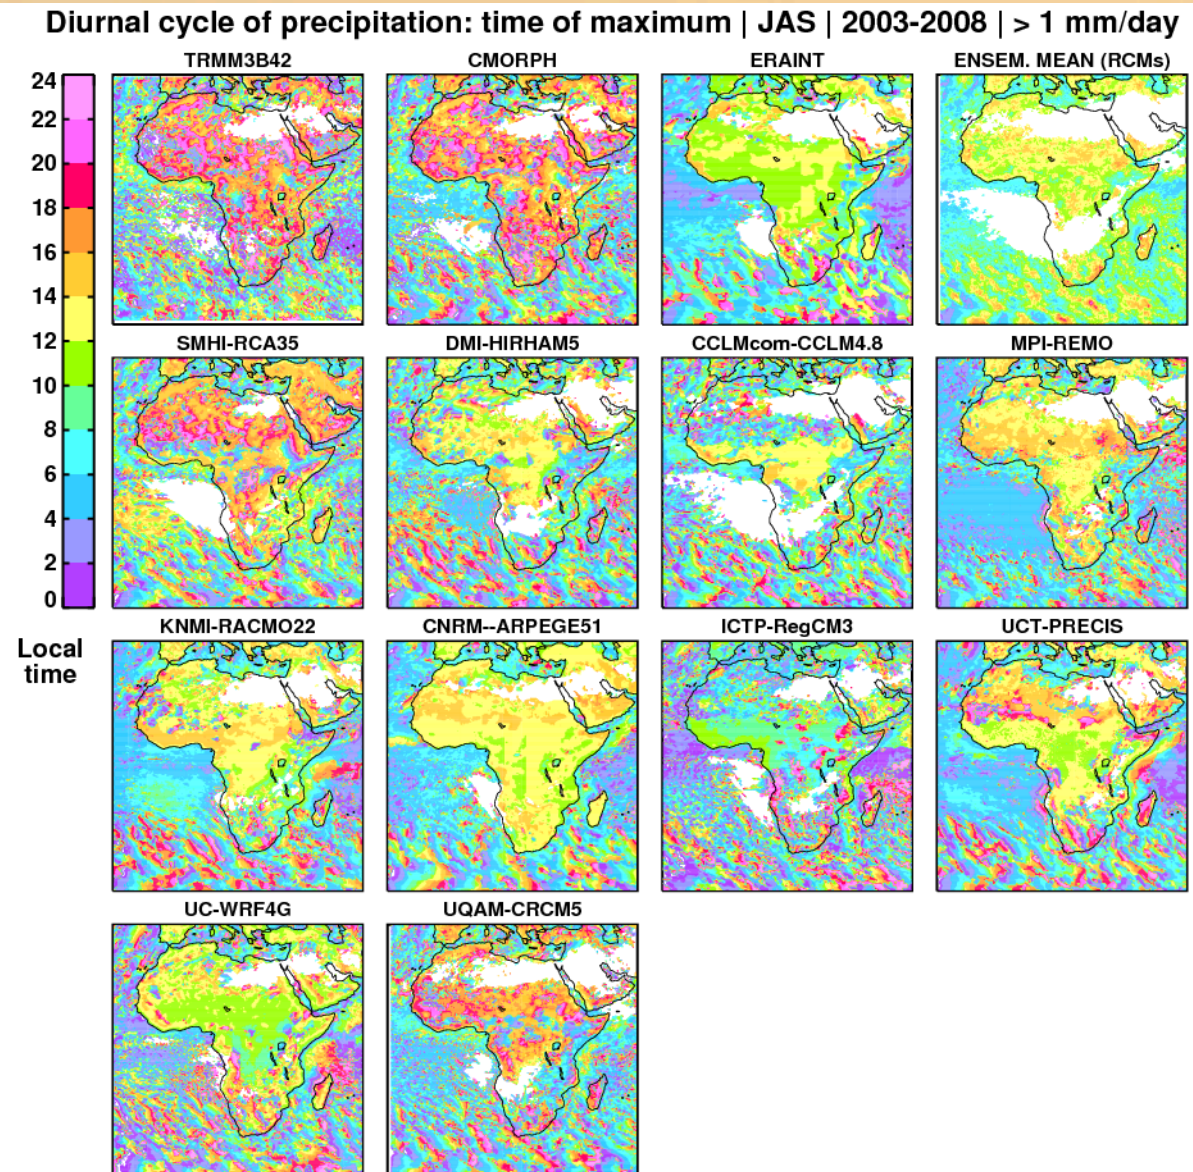 Diurnal cycle of precipitation: time of maximum | JAS | 2003-2008 | > 1 mm/day
TRMM3B42
CMORPH
ERAINT
ENSEM. MEAN (RCMs)
24
22
20
18
16
14
12
10
8
6
4
2
0
Local
time
SMHI-RCA35
DMI-HIRHAM5
CCLMcom-CCLM4.8
MPI-REMO
KNMI-RACMO22
CNRM--ARPEGE51
ICTP-RegCM3
UCT-PRECIS
UC-WRF4G
UQAM-CRCM5